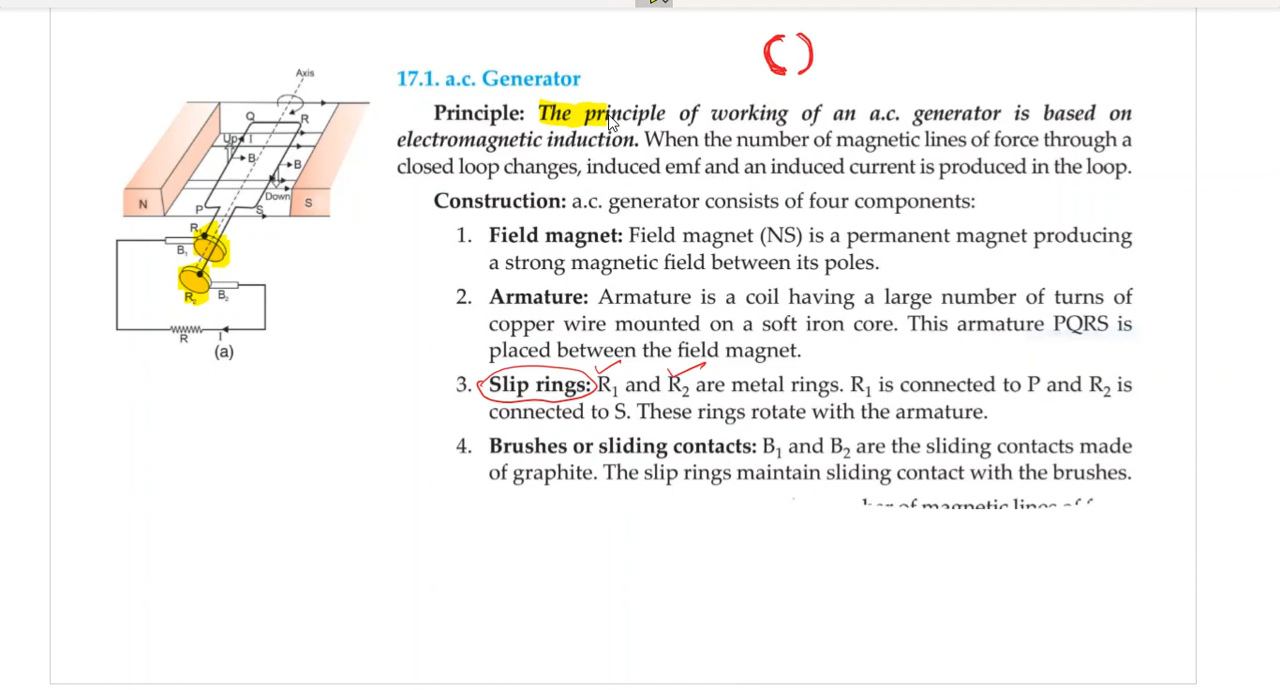 Axis
Q
R
Up
I
B
B
Down
N
P
S
S
R
B₁
R₂
B₂
R
I
(a)
17.1. a.c. Generator
Principle: The principle of working of an a.c. generator is based on
electromagnetic induction. When the number of magnetic lines of force through a
closed loop changes, induced emf and an induced current is produced in the loop.
Construction: a.c. generator consists of four components:
1. Field magnet: Field magnet (NS) is a permanent magnet producing
a strong magnetic field between its poles.
2. Armature: Armature is a coil having a large number of turns of
copper wire mounted on a soft iron core. This armature PQRS is
placed between the field magnet.
3. Slip rings: R₁ and R₂ are metal rings. R₁ is connected to P and R₂ is
connected to S. These rings rotate with the armature.
4. Brushes or sliding contacts: B₁ and B₂ are the sliding contacts made
of graphite. The slip rings maintain sliding contact with the brushes.
of magnetic lines